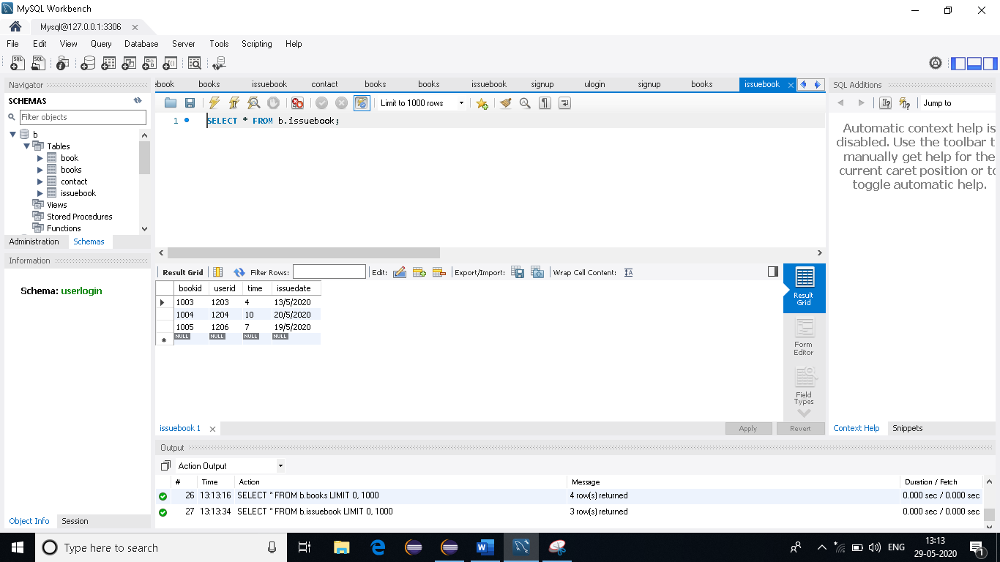 MySQL Workbench
Mysql@127.0.0.1:3306
File Edit View Query Database Server Tools Scripting Help
Navigator
SCHEMAS
Filter objects
b
Tables
book
books
contact
issuebook
Views
Stored Procedures
Functions
Administration Schemas
Information
Schema: userlogin
Object Info Session
ebook books issuebook contact books books issuebook signup ulogin signup books issuebook
Limit to 1000 rows
1 SELECT * FROM b.issuebook;
Result Grid Filter Rows: Edit: Export/Import: Wrap Cell Content: IA
bookid userid time issuedate
1003 1203 4 13/5/2020
1004 1204 10 20/5/2020
1005 1206 7 19/5/2020
NULL NULL NULL NULL
Result Grid
Form Editor
Field Types
issuebook 1
Apply Revert
SQL Additions
Jump to
Automatic context help is
disabled. Use the toolbar t
manually get help for the
current caret position or to
toggle automatic help.
Context Help Snippets
Output
Action Output
# Time Action Message Duration / Fetch
26 13:13:16 SELECT * FROM b.books LIMIT 0, 1000 4 row(s) returned 0.000 sec / 0.000 sec
27 13:13:34 SELECT * FROM b.issuebook LIMIT 0, 1000 3 row(s) returned 0.000 sec / 0.000 sec
Type here to search
ENG
13:13
29-05-2020
1